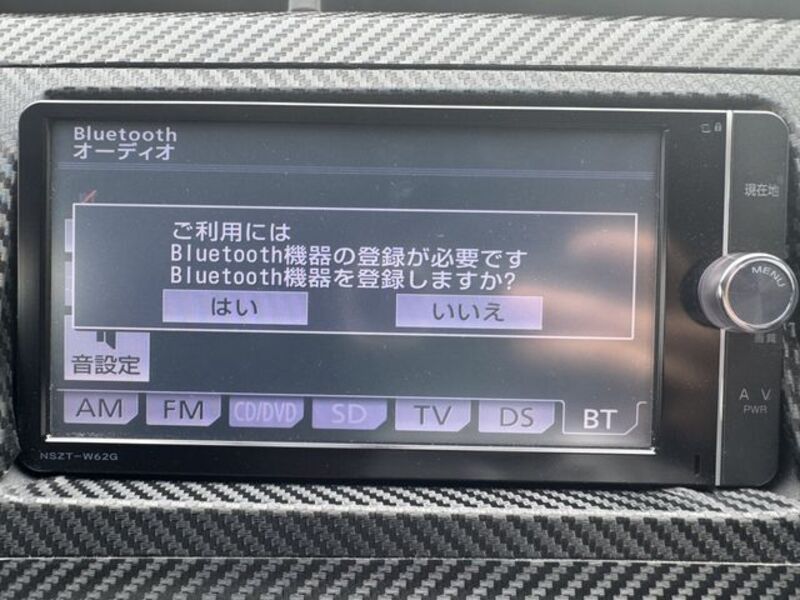 Bluetooth
オーディオ
現在地
ご利用には
Bluetooth機器の登録が必要です
Bluetooth機器を登録しますか?
はい
いいえ
MENU
音設定
画質
AM
FM
CD/DVD
SD
TV
DS
BT
A V
PWR
NSZT-W62G